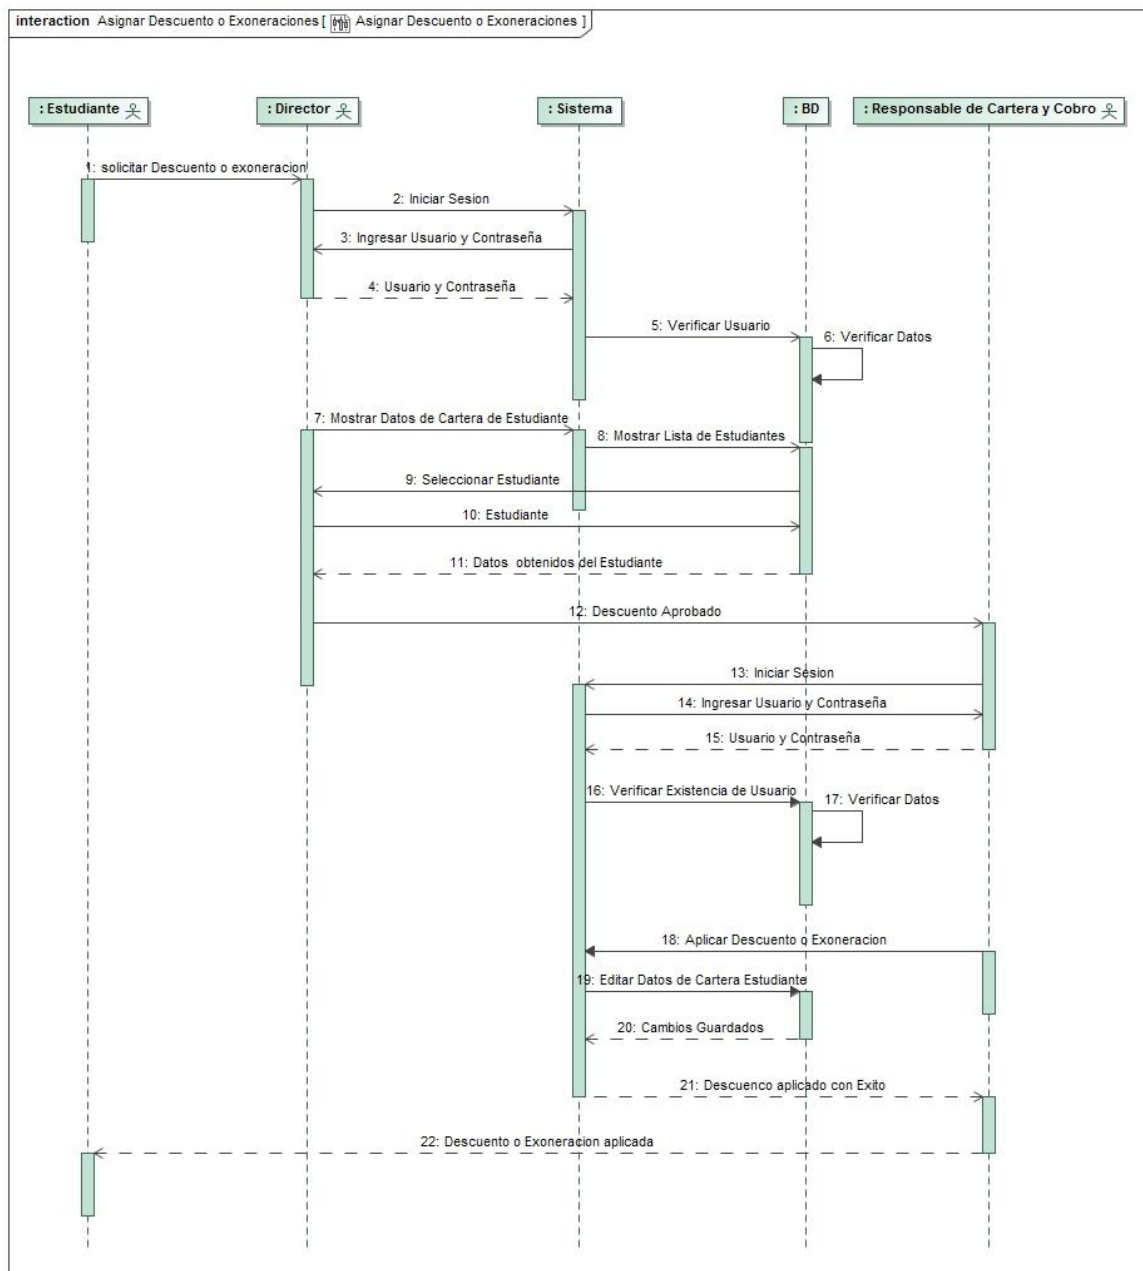 interaction Asignar Descuento o Exoneraciones [ Asignar Descuento o Exoneraciones ]
: Estudiante
: Director
: Sistema
: BD
: Responsable de Cartera y Cobro
1: solicitar Descuento o exoneracion
2: Iniciar Sesion
3: Ingresar Usuario y Contraseña
4: Usuario y Contraseña
5: Verificar Usuario
6: Verificar Datos
7: Mostrar Datos de Cartera de Estudiante
8: Mostrar Lista de Estudiantes
9: Seleccionar Estudiante
10: Estudiante
11: Datos obtenidos del Estudiante
12: Descuento Aprobado
13: Iniciar Sesion
14: Ingresar Usuario y Contraseña
15: Usuario y Contraseña
16: Verificar Existencia de Usuario
17: Verificar Datos
18: Aplicar Descuento o Exoneracion
19: Editar Datos de Cartera Estudiante
20: Cambios Guardados
21: Descuenco aplicado con Exito
22: Descuento o Exoneracion aplicada